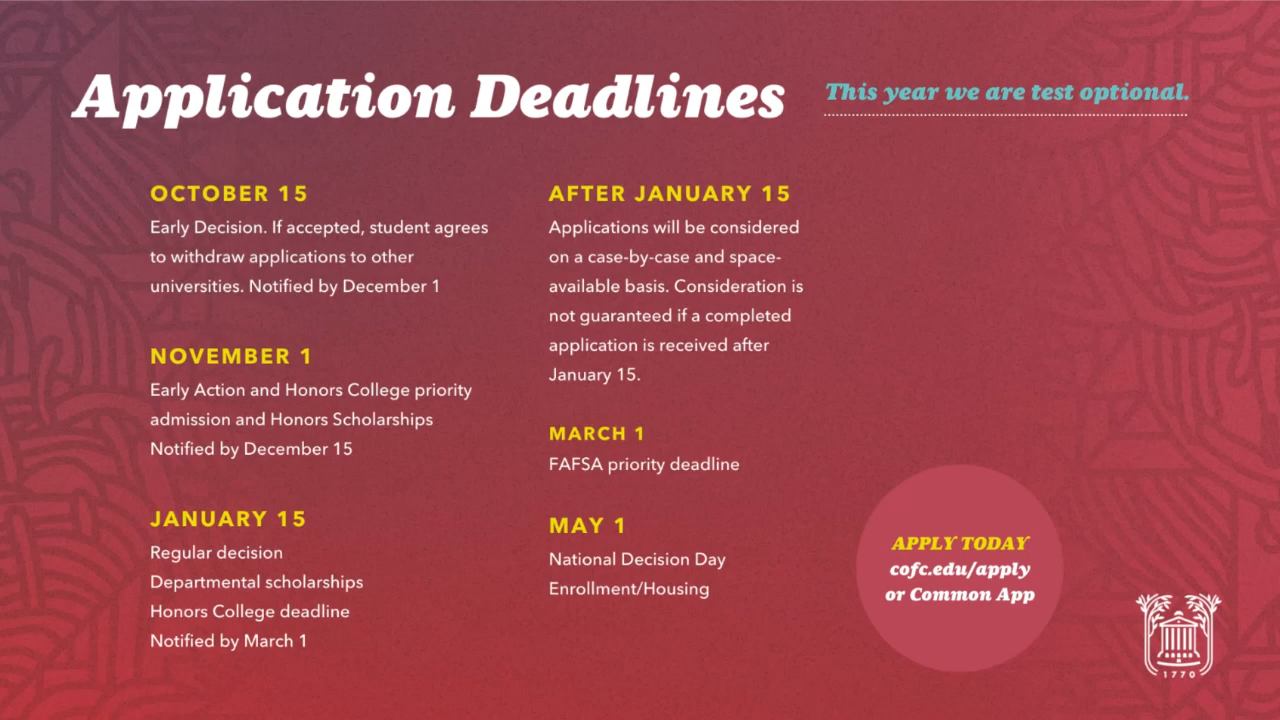 Application Deadlines
This year we are test optional.
OCTOBER 15
Early Decision. If accepted, student agrees
to withdraw applications to other
universities. Notified by December 1
NOVEMBER 1
Early Action and Honors College priority
admission and Honors Scholarships
Notified by December 15
JANUARY 15
Regular decision
Departmental scholarships
Honors College deadline
Notified by March 1
AFTER JANUARY 15
Applications will be considered
on a case-by-case and space-
available basis. Consideration is
not guaranteed if a completed
application is received after
January 15.
MARCH 1
FAFSA priority deadline
MAY 1
National Decision Day
Enrollment/Housing
APPLY TODAY
cofc.edu/apply
or Common App
1770